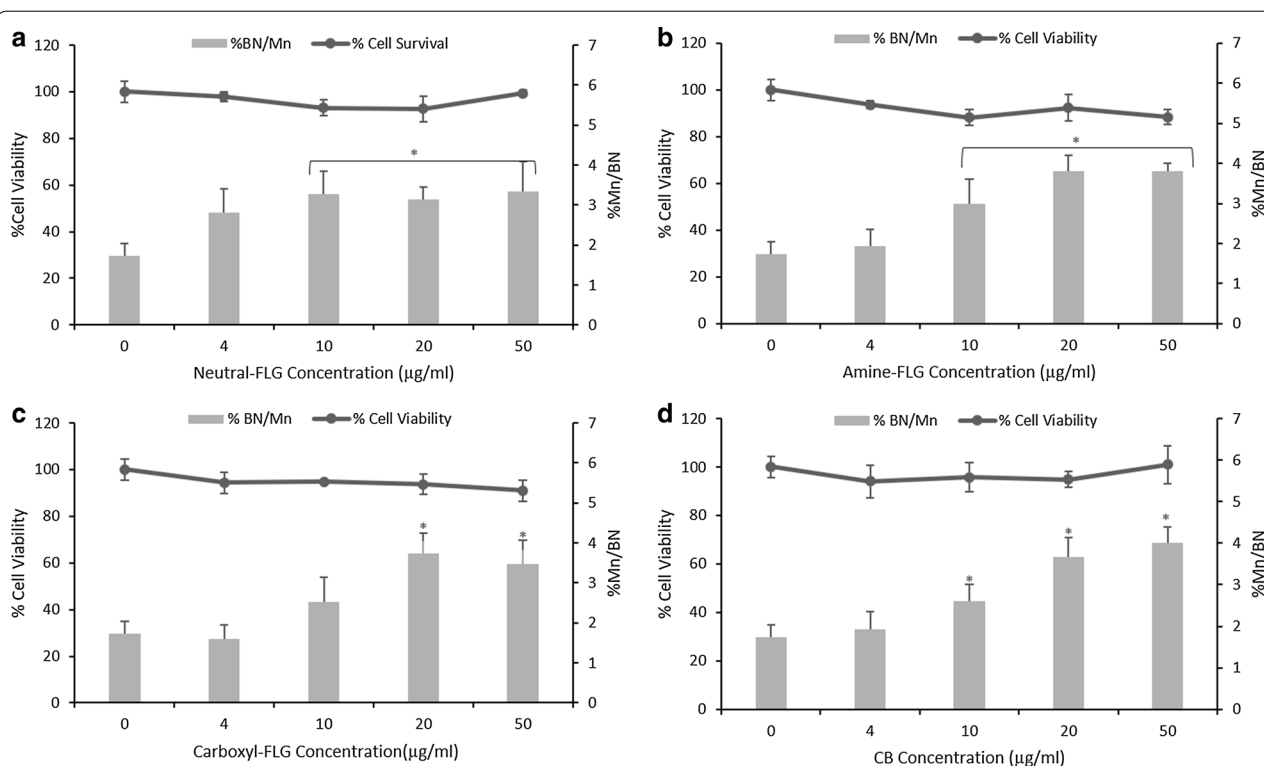 a
%BN/Mn % Cell Survival
120
100
80
60
40
20
0
%Cell Viability
7
6
5
4
3
2
1
0
%Mn/BN
*
0 4 10 20 50
Neutral-FLG Concentration (µg/ml)
b
% BN/Mn % Cell Viability
120
100
80
60
40
20
0
% Cell Viability
7
6
5
4
3
2
1
0
%Mn/BN
*
0 4 10 20 50
Amine-FLG Concentration (µg/ml)
c
% BN/Mn % Cell Viability
120
100
80
60
40
20
0
% Cell Viability
7
6
5
4
3
2
1
0
%Mn/BN
* *
0 4 10 20 50
Carboxyl-FLG Concentration(µg/ml)
d
% BN/Mn % Cell Viability
120
100
80
60
40
20
0
% Cell Viability
7
6
5
4
3
2
1
0
%Mn/BN
* * *
0 4 10 20 50
CB Concentration (µg/ml)